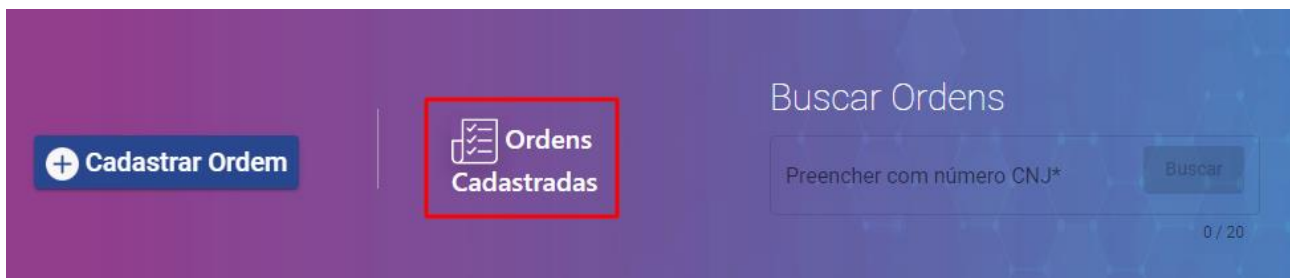 Cadastrar Ordem
Ordens
Cadastradas
Buscar Ordens
Preencher com número CNJ*
Buscar
0 / 20